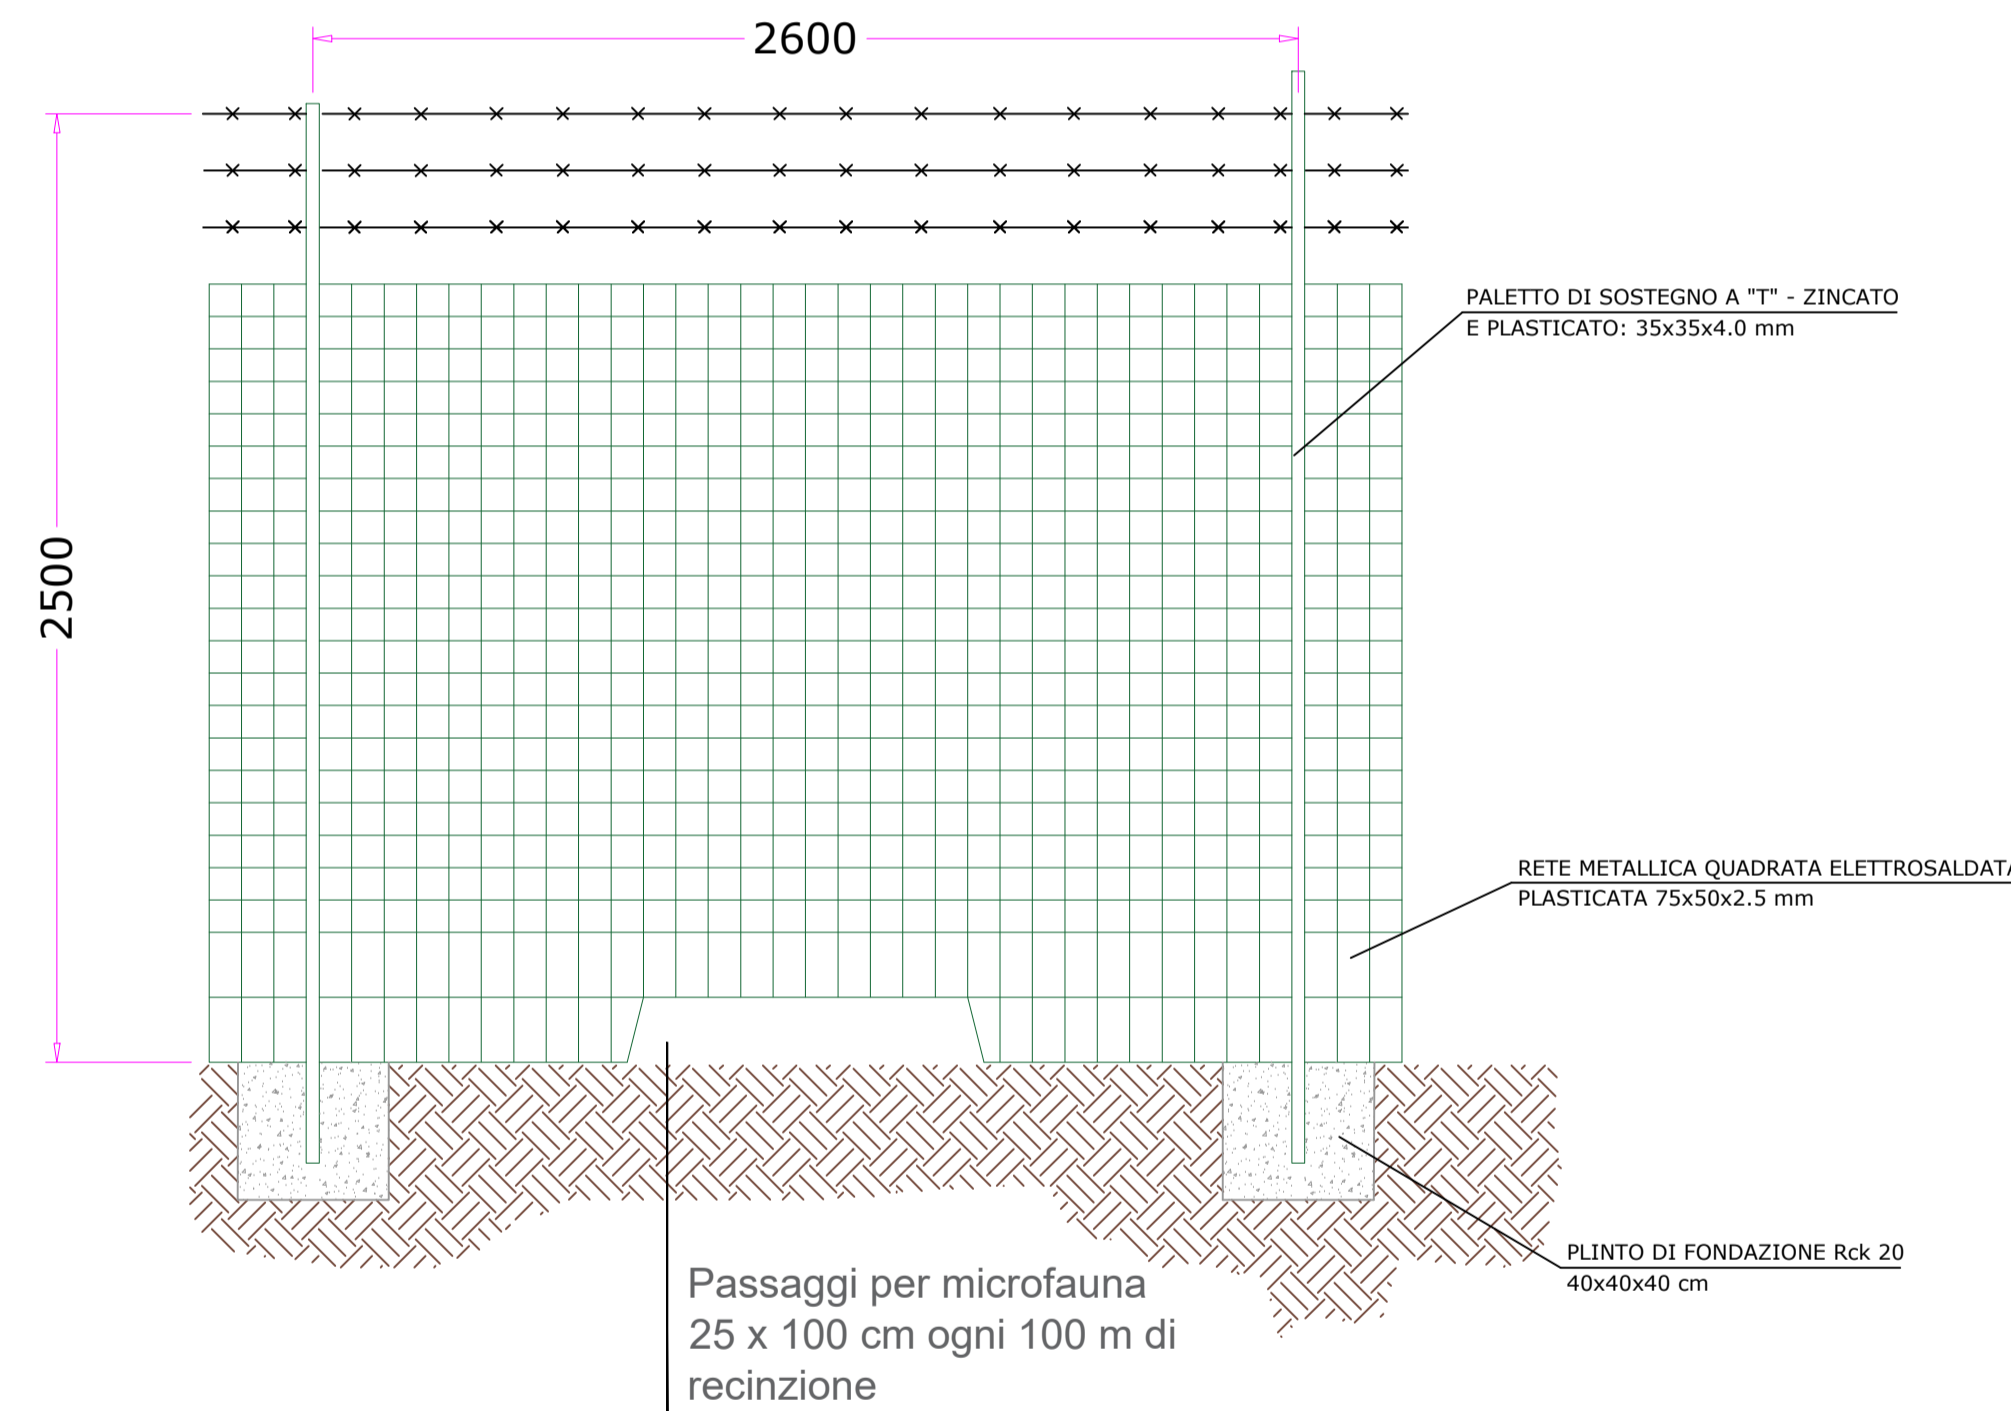 2600
2500
PALETTO DI SOSTEGNO A "T" - ZINCATO
E PLASTICATO: 35x35x4.0 mm
RETE METALLICA QUADRATA ELETTROSALDATA
PLASTICATA 75x50x2.5 mm
PLINTO DI FONDAZIONE Rck 20
40x40x40 cm
Passaggi per microfauna
25 x 100 cm ogni 100 m di
recinzione